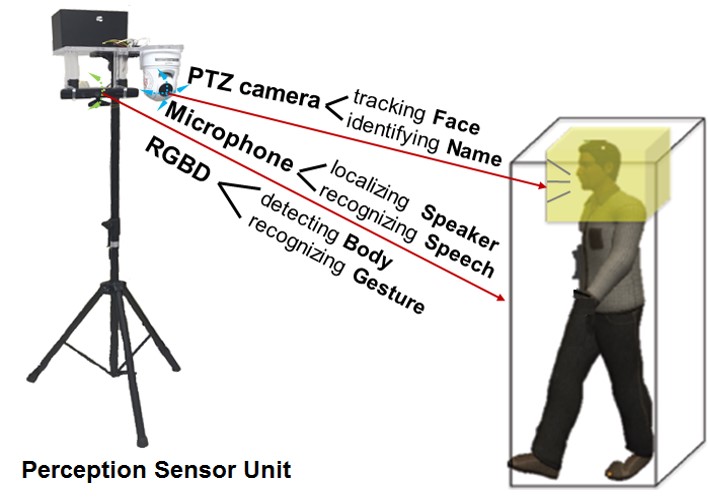 PTZ camera
tracking Face
identifying Name
Microphone
localizing Speaker
recognizing Speech
RGBD
detecting Body
recognizing Gesture
Perception Sensor Unit